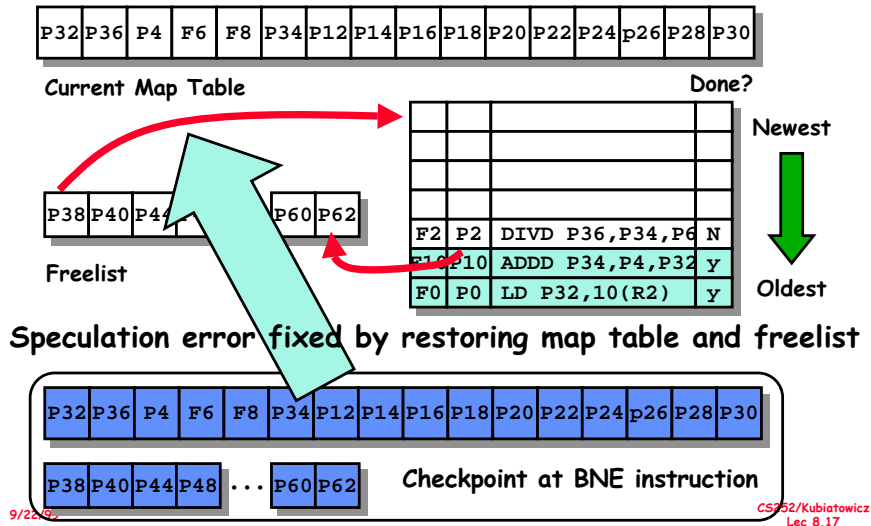 P32 P36 P4 F6 F8 P34 P12 P14 P16 P18 P20 P22 P24 p26 P28 P30
Current Map Table
Done?
Newest
P38 P40 P44 P60 P62
F2 P2 DIVD P36,P34,P6 N
F10 P10 ADDD P34,P4,P32 y
F0 P0 LD P32,10(R2) y
Freelist
Oldest
Speculation error fixed by restoring map table and freelist
P32 P36 P4 F6 F8 P34 P12 P14 P16 P18 P20 P22 P24 p26 P28 P30
P38 P40 P44 P48 ... P60 P62
Checkpoint at BNE instruction
CS252/Kubiatowicz
Lec 8.17